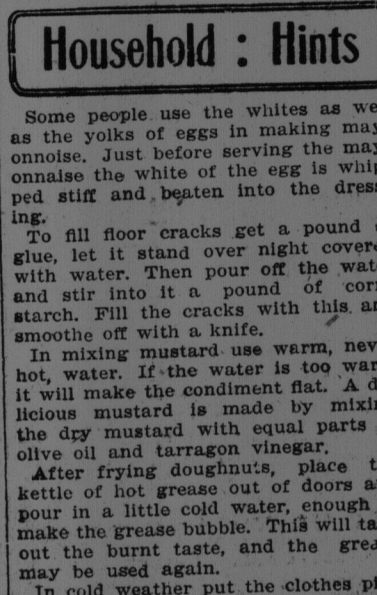 Household : Hints
Some people use the whites as we
as the yolks of eggs in making may
onnoise. Just before serving the may
onnaise the white of the egg is whip
ped stiff and beaten into the dress
ing.
To fill floor cracks get a pound
glue, let it stand over night covere
with water. Then pour off the wat
and stir into it a pound of cor
starch. Fill the cracks with this, an
smoothe off with a knife.
In mixing mustard use warm, nev
hot, water. If the water is too war
it will make the condiment flat. A d
licious mustard is made by mixi
the dry mustard with equal parts
olive oil and tarragon vinegar.
After frying doughnuts, place t
kettle of hot grease out of doors a
pour in a little cold water, enough
make the grease bubble. This will ta
out the burnt taste, and the grea
may be used again.
In cold weather put the clothes pi